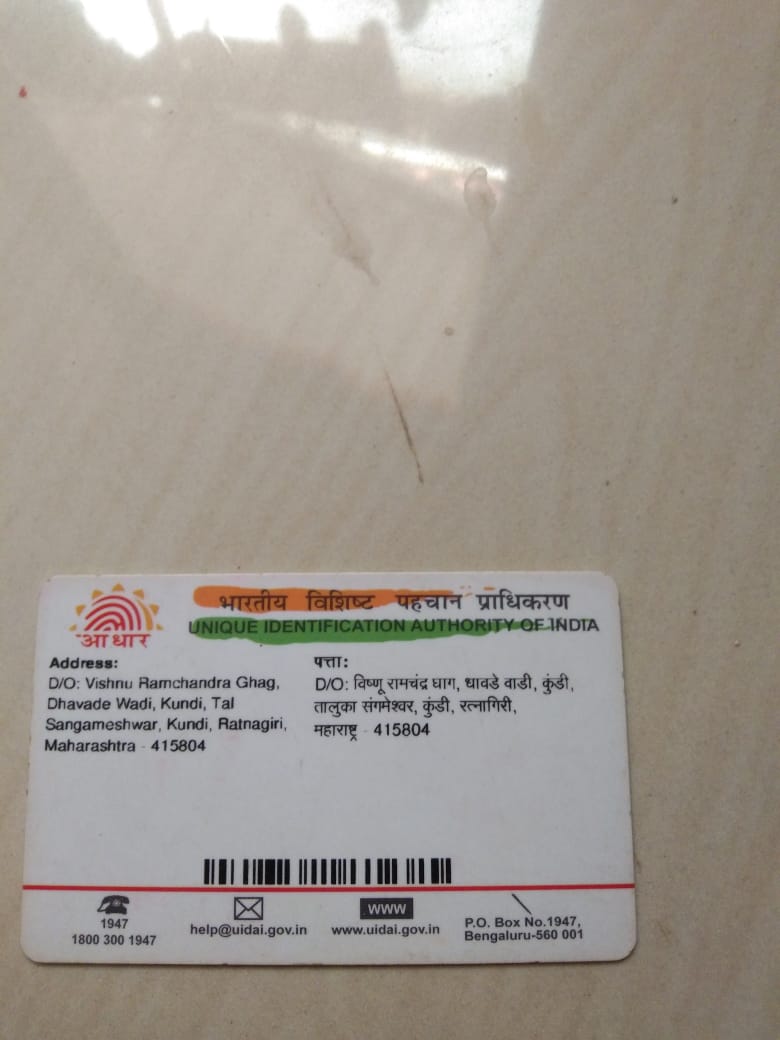 भारतीय विशिष्ट पहचान प्राधिकरण
UNIQUE IDENTIFICATION AUTHORITY OF INDIA
आधार
Address:
D/O: Vishnu Ramchandra Ghag,
Dhavade Wadi, Kundi, Tal
Sangameshwar, Kundi, Ratnagiri,
Maharashtra - 415804
पत्ता:
D/O: विष्णू रामचंद्र घाग, धावडे वाडी, कुंडी,
तालुका संगमेश्वर, कुंडी, रत्नागिरी,
महाराष्ट्र - 415804
1947
1800 300 1947
help@uidai.gov.in
WWW
www.uidai.gov.in
P.O. Box No.1947,
Bengaluru-560 001